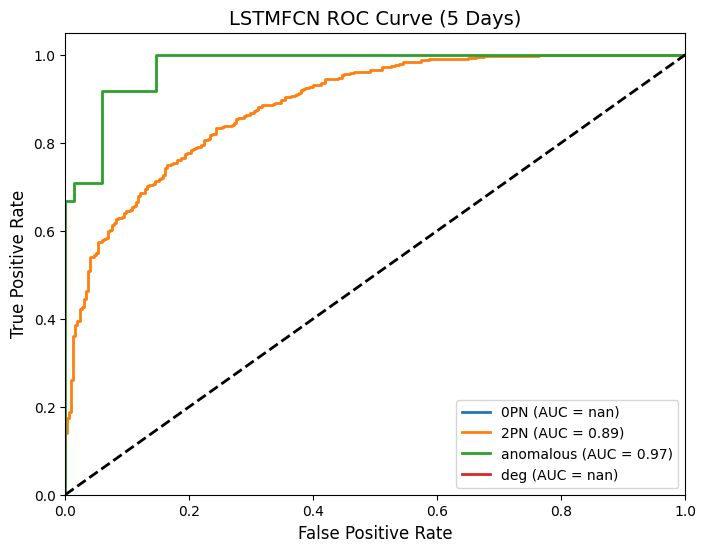 LSTMFCN ROC Curve (5 Days)
True Positive Rate
1.0
0.8
0.6
0.4
0.2
0.0
0PN (AUC = nan)
2PN (AUC = 0.89)
anomalous (AUC = 0.97)
deg (AUC = nan)
0.0 0.2 0.4 0.6 0.8 1.0
False Positive Rate